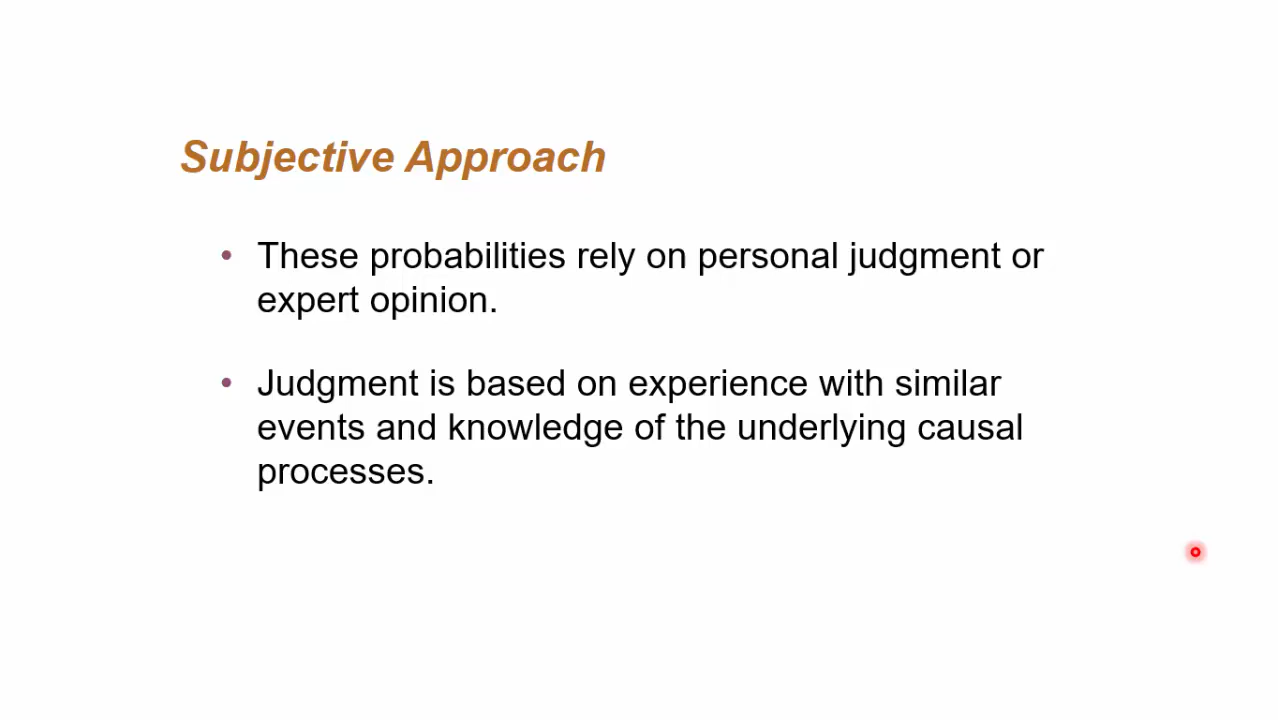 Subjective Approach
• These probabilities rely on personal judgment or
expert opinion.
• Judgment is based on experience with similar
events and knowledge of the underlying causal
processes.